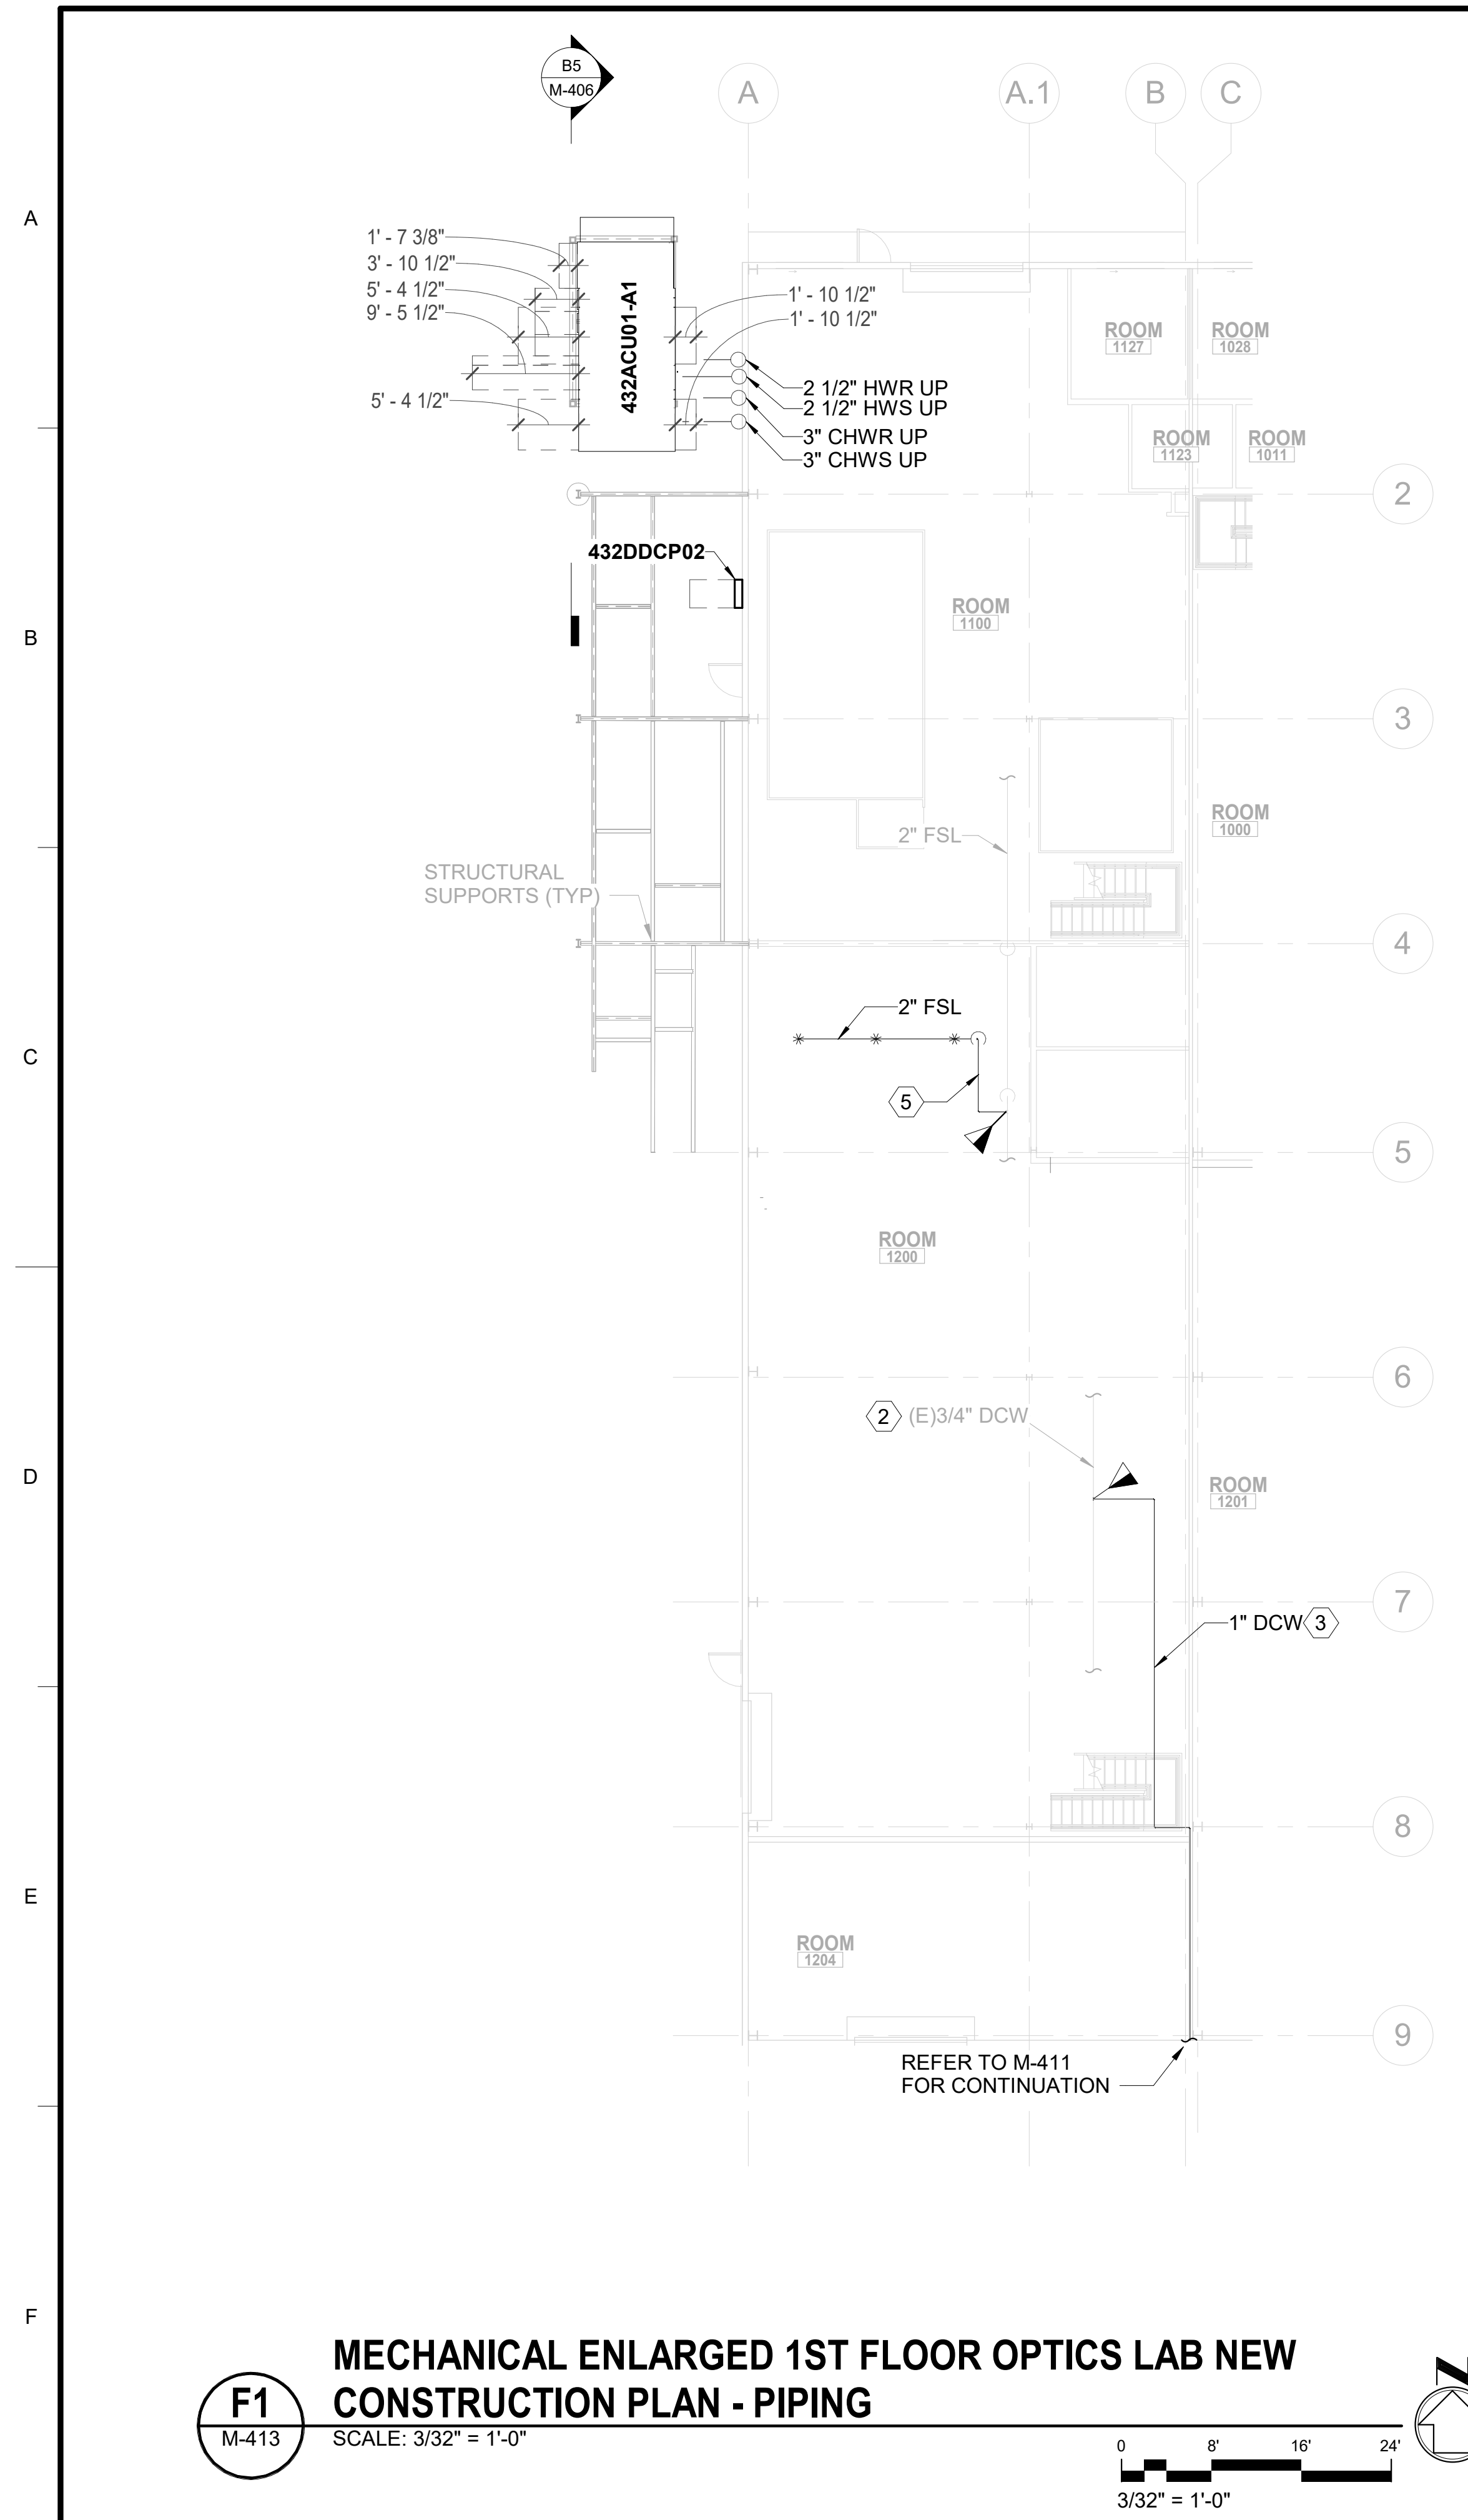 B5
M-406
A
A.1
B
C
A
1' - 7 3/8"
3' - 10 1/2"
5' - 4 1/2"
9' - 5 1/2"
5' - 4 1/2"
432ACU01-A1
1' - 10 1/2"
1' - 10 1/2"
2 1/2" HWR UP
2 1/2" HWS UP
3" CHWR UP
3" CHWS UP
ROOM
1127
ROOM
1028
ROOM
1123
ROOM
1011
2
432DDCP02
B
ROOM
1100
3
ROOM
1000
2" FSL
STRUCTURAL
SUPPORTS (TYP)
4
2" FSL
C
5
5
ROOM
1200
6
2
(E)3/4" DCW
D
ROOM
1201
7
1" DCW
3
8
E
ROOM
1204
9
REFER TO M-411
FOR CONTINUATION
F
F1
M-413
MECHANICAL ENLARGED 1ST FLOOR OPTICS LAB NEW
CONSTRUCTION PLAN - PIPING
SCALE: 3/32" = 1'-0"
N
0 8' 16' 24'
3/32" = 1'-0"